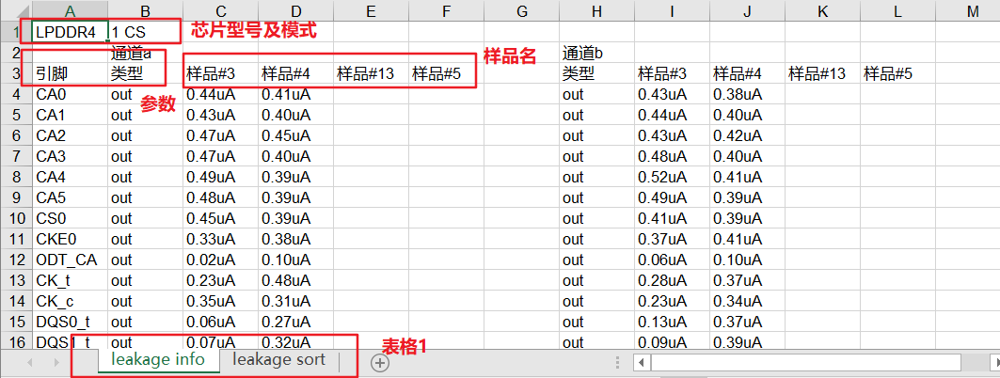 A B C D E F G H I J K L M
1 LPDDR4 1 CS 芯片型号及模式
2 通道a 样品名 通道b
3 引脚 类型 样品#3 样品#4 样品#13 样品#5 类型 样品#3 样品#4 样品#13 样品#5
4 CA0 out 0.44uA 0.41uA out 0.43uA 0.38uA
参数
5 CA1 out 0.43uA 0.40uA out 0.44uA 0.40uA
6 CA2 out 0.47uA 0.45uA out 0.43uA 0.42uA
7 CA3 out 0.47uA 0.40uA out 0.48uA 0.40uA
8 CA4 out 0.49uA 0.39uA out 0.52uA 0.41uA
9 CA5 out 0.48uA 0.39uA out 0.49uA 0.39uA
10 CS0 out 0.45uA 0.39uA out 0.41uA 0.39uA
11 CKE0 out 0.33uA 0.38uA out 0.37uA 0.41uA
12 ODT_CA out 0.02uA 0.10uA out 0.06uA 0.10uA
13 CK_t out 0.23uA 0.48uA out 0.28uA 0.37uA
14 CK_c out 0.35uA 0.31uA out 0.23uA 0.34uA
15 DQS0_t out 0.06uA 0.27uA out 0.13uA 0.37uA
16 DQS1_t out 0.07uA 0.32uA out 0.09uA 0.39uA
leakage info leakage sort 表格1